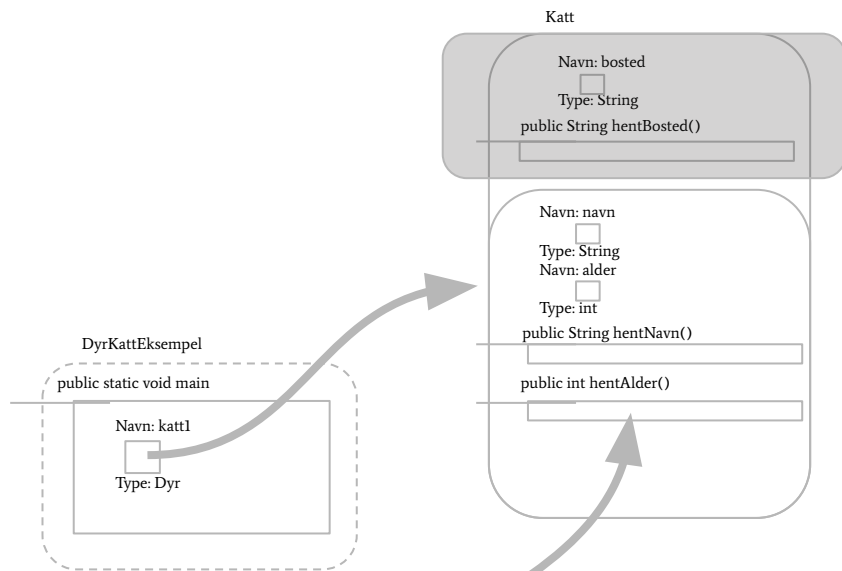 Katt
Navn: bosted
Type: String
public String hentBosted()
Navn: navn
Type: String
Navn: alder
Type: int
public String hentNavn()
public int hentAlder()
DyrKattEksempel
public static void main
Navn: katt1
Type: Dyr